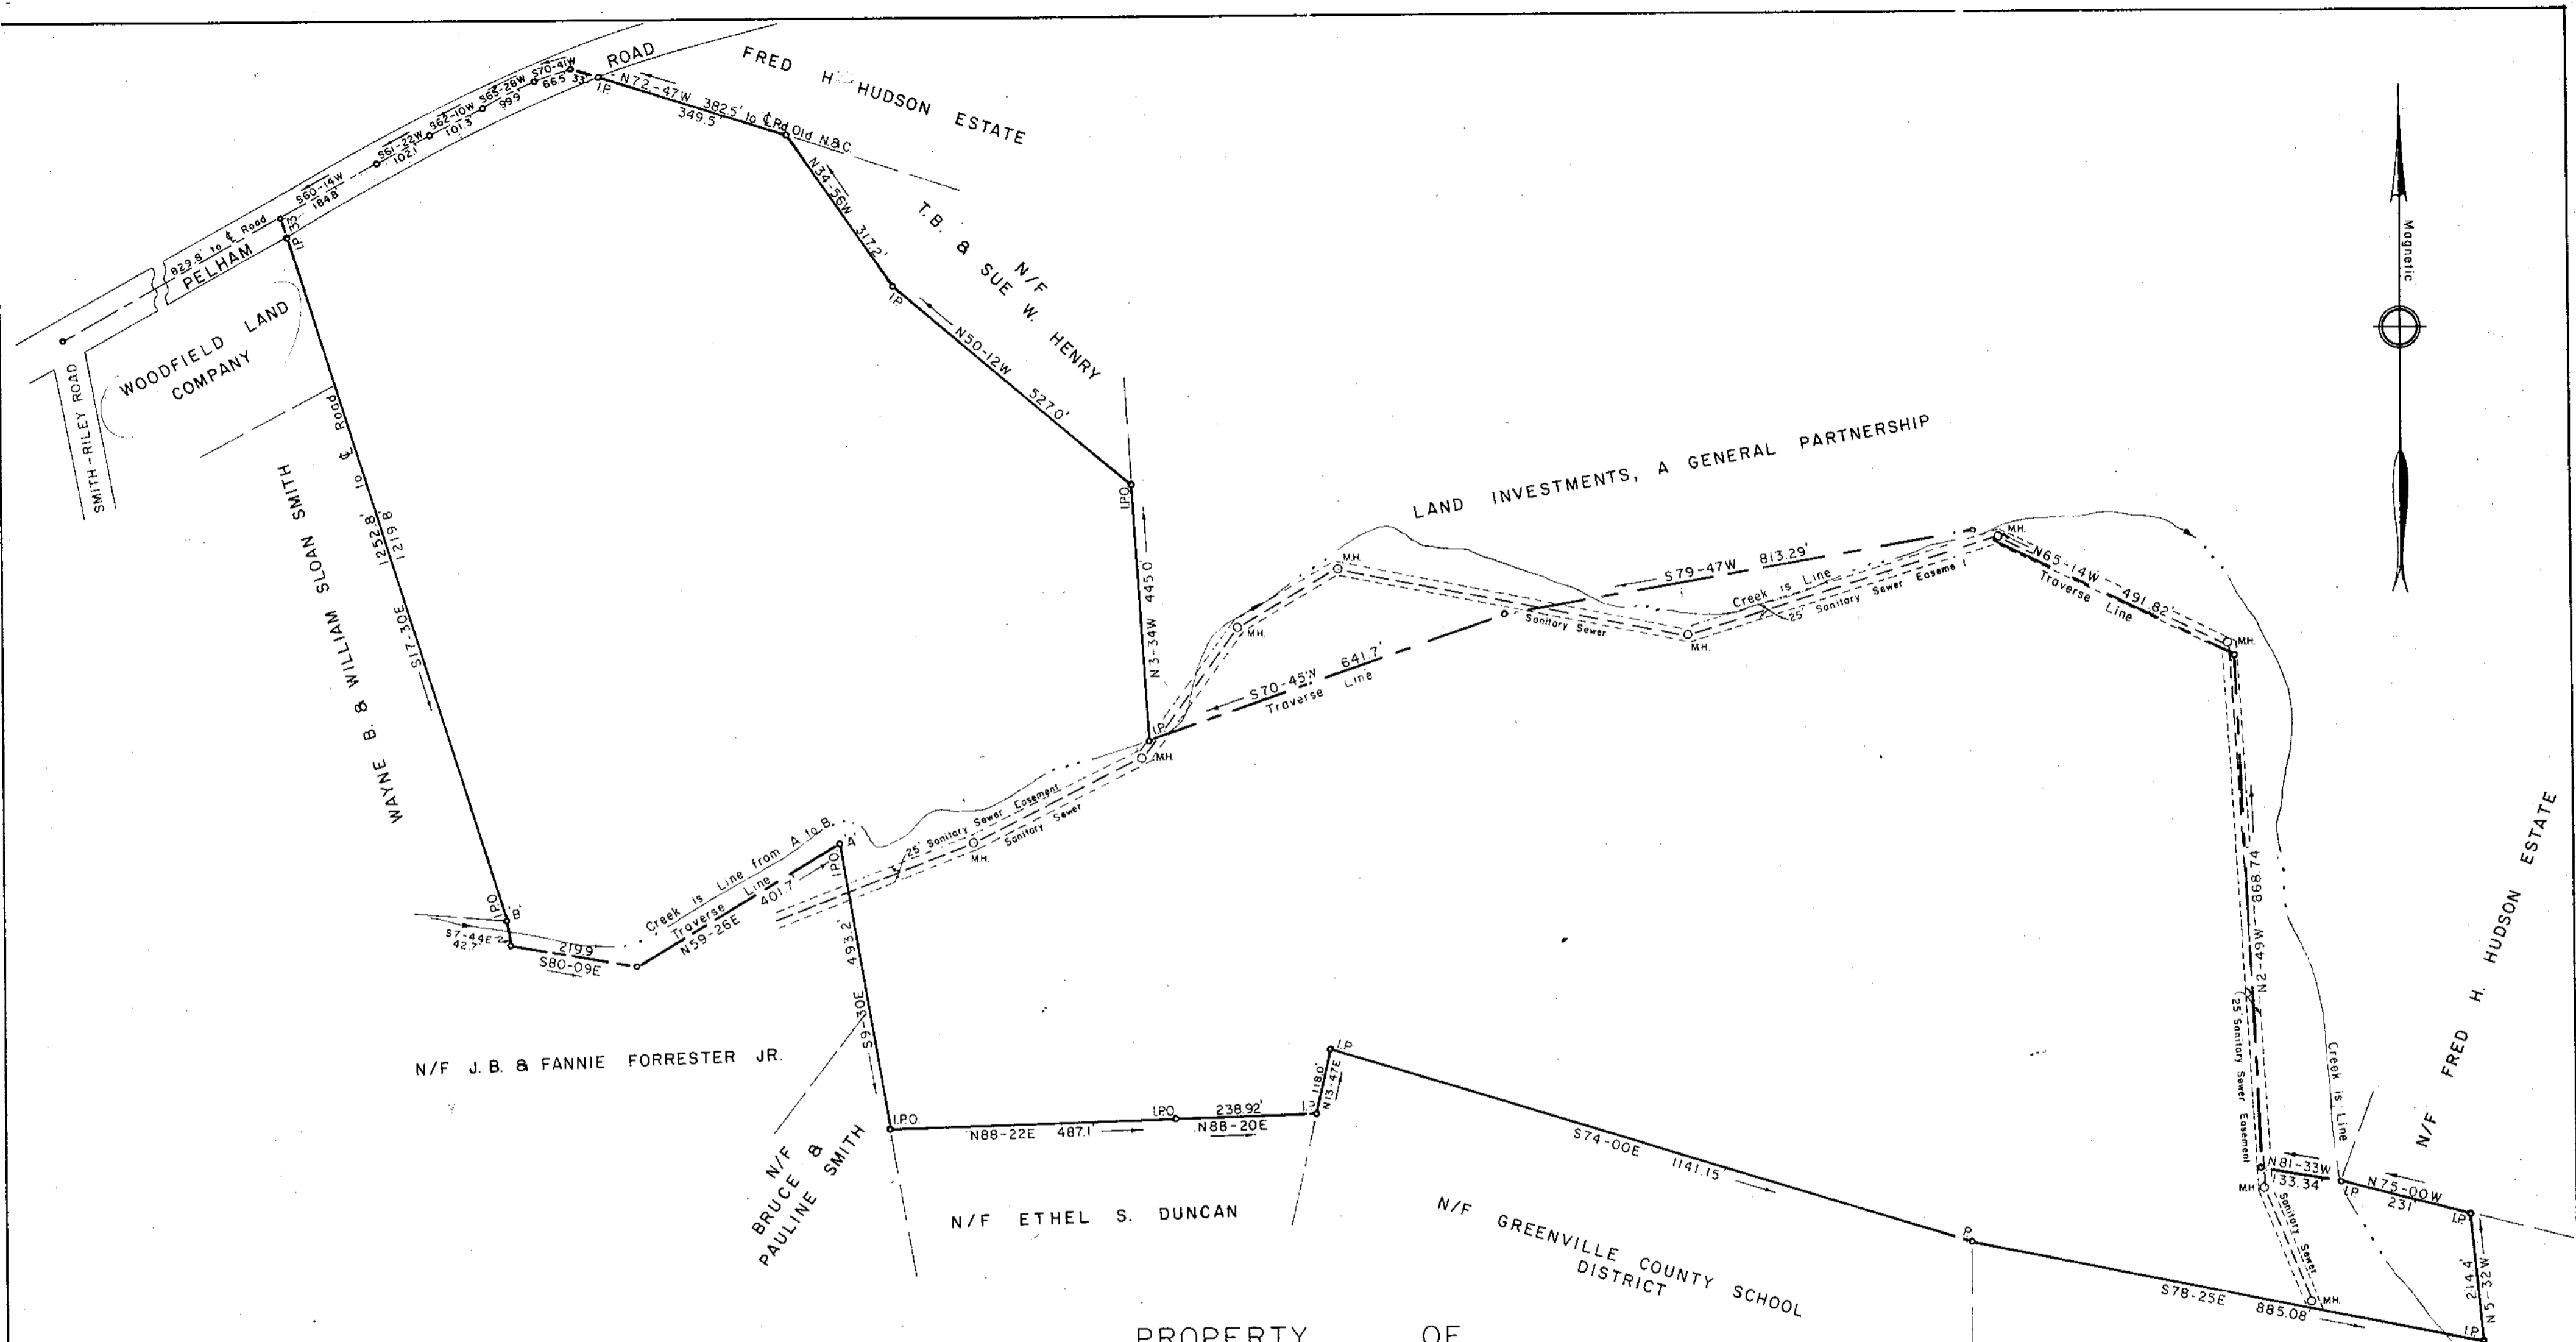 FRED H HUDSON ESTATE
ROAD
S70-41W
66.5'
33'
S65-28W
99.9'
S62-10W
101.3'
S61-22W
102.1'
S60-14W
184.8'
829.8' to ℄ Road
PELHAM
I.P.
33'
I.P.
N72-47W 382.5' to ℄ Rd.
349.5'
Old N&C.
N34-56W 317.2'
I.P.
N/F
T.B. & SUE W. HENRY
N50-12W 527.0'
I.P.O.
N3-34W 445.0'
I.P.
M.H.
Magnetic
SMITH-RILEY ROAD
WOODFIELD LAND
COMPANY
WAYNE B. & WILLIAM SLOAN SMITH
S17-30E
1252.8' to ℄ Road
1219.8
I.P.O.
B'
S7-44E
42.7'
219.9'
S80-09E
Creek is Line from A to B.
Traverse Line
N59-26E 401.7'
I.P.O.
A'
25' Sanitary Sewer Easement
Sanitary Sewer
M.H.
LAND INVESTMENTS, A GENERAL PARTNERSHIP
M.H.
M.H.
S70-45W 641.7'
Traverse Line
Sanitary Sewer
M.H.
S79-47W 813.29'
Creek is Line
25' Sanitary Sewer Easeme t
M.H.
N65-14W 491.82'
Traverse Line
M.H.
N2-49W 868.74
25' Sanitary Sewer Easement
Creek is Line
N/F FRED H. HUDSON ESTATE
N81-33W
133.34'
M.H.
I.P.
N75-00W
231'
I.P.
Sanitary Sewer
M.H.
214.4'
N5-32W
I.P.
S78-25E 885.08'
P.
S74-00E 1141.15'
I.P.
118.0'
N13-47E
I.P.
238.92'
N88-20E
I.P.O.
N88-22E 487.1'
I.P.O.
S9-30E 493.2'
N/F J.B. & FANNIE FORRESTER JR.
N/F
BRUCE &
PAULINE SMITH
N/F ETHEL S. DUNCAN
N/F GREENVILLE COUNTY SCHOOL
DISTRICT
PROPERTY OF